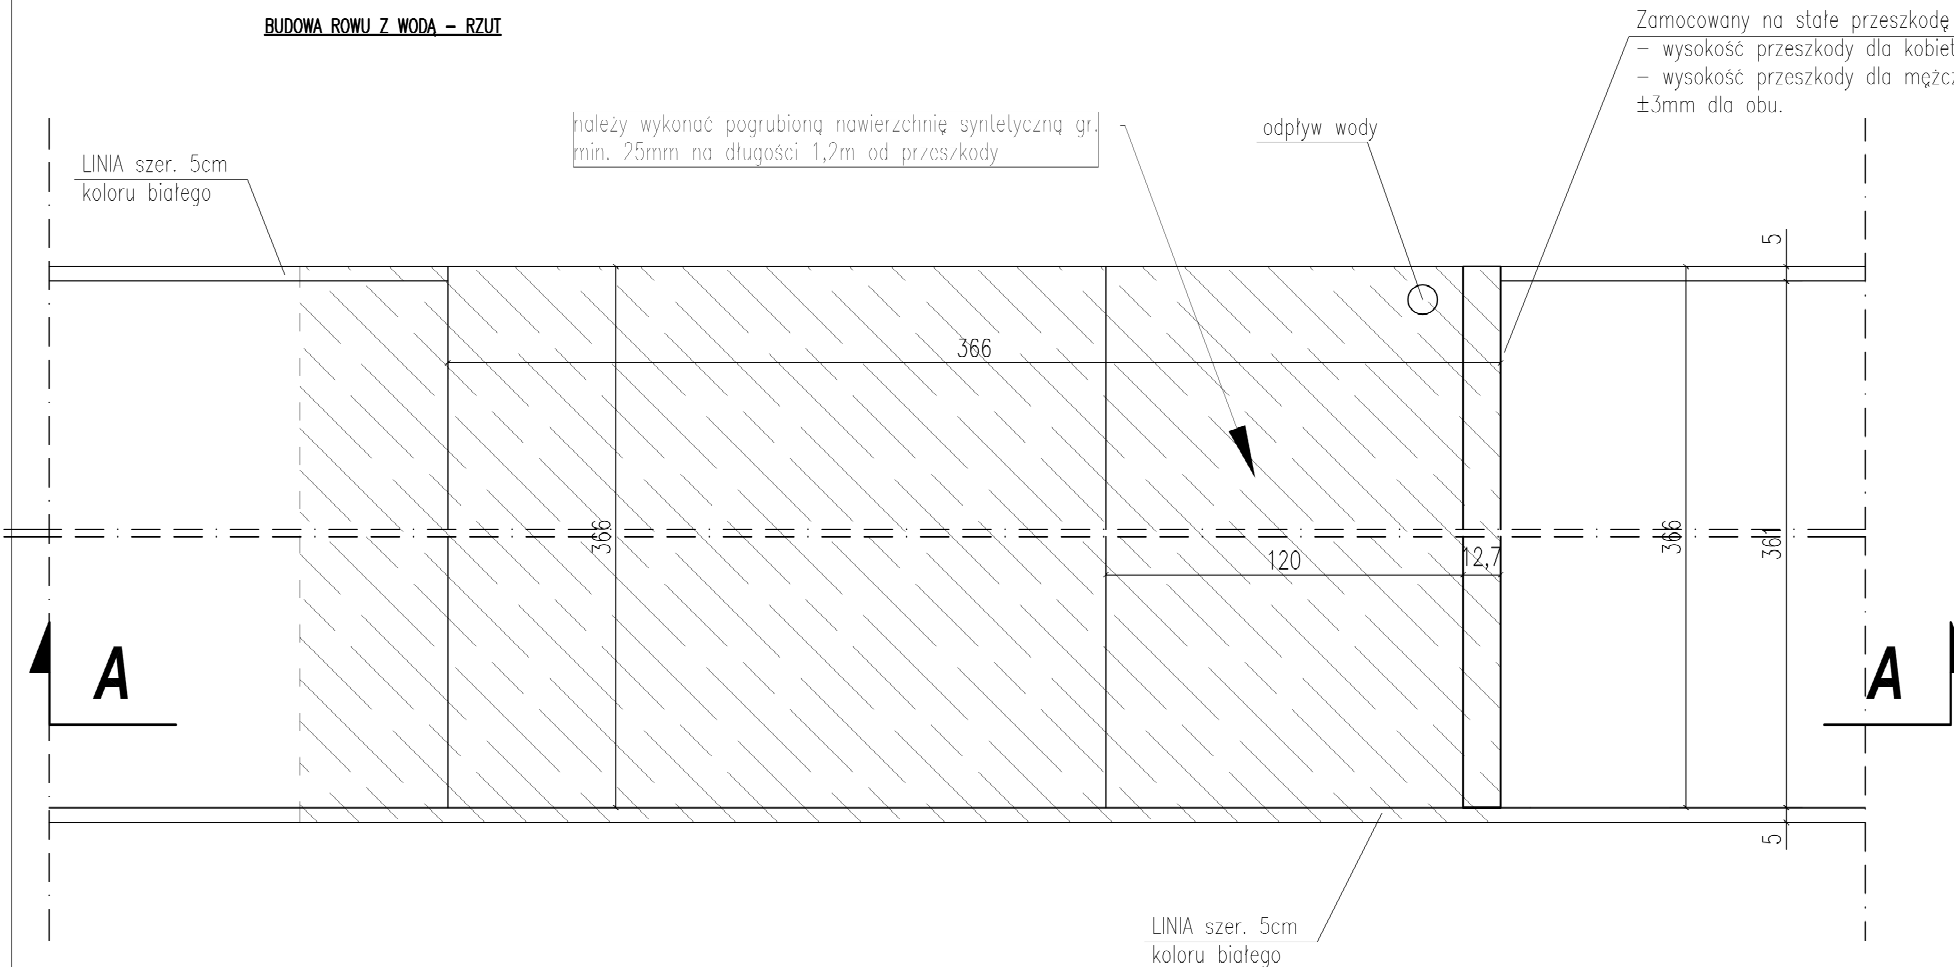 BUDOWA ROWU Z WODĄ – RZUT
Zamocowany na stałe przeszkodę
– wysokość przeszkody dla kobiet
– wysokość przeszkody dla mężcz
±3mm dla obu.
należy wykonać pogrubioną nawierzchnię syntetyczną gr.
min. 25mm na długości 1,2m od przeszkody
odpływ wody
LINIA szer. 5cm
koloru białego
5
366
366
366
361
120
12,7
A
A
5
LINIA szer. 5cm
koloru białego